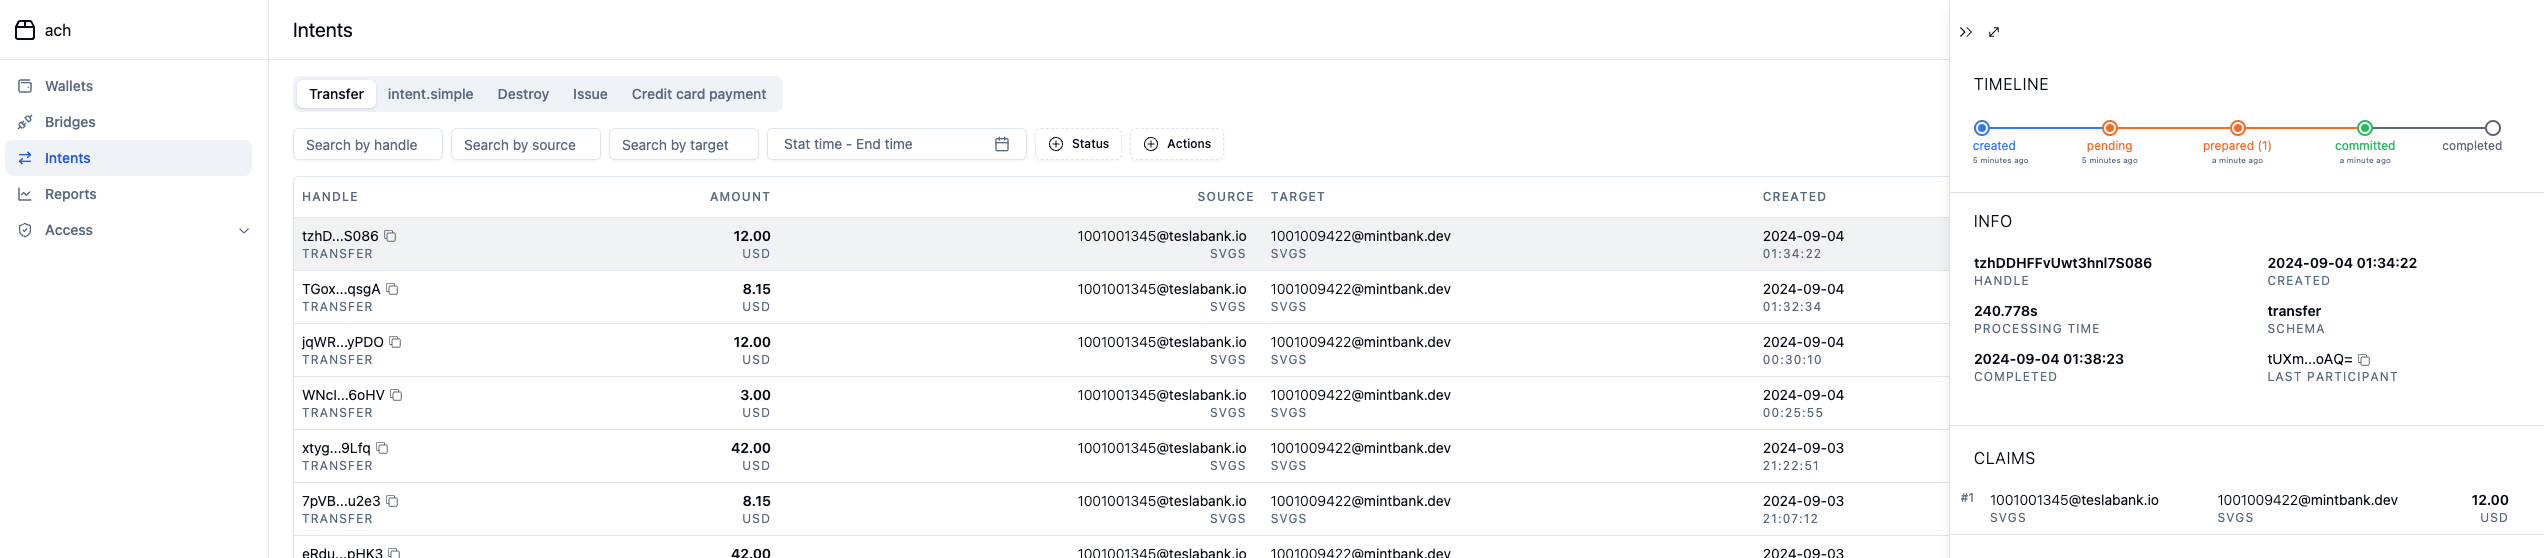 ach
Wallets
Bridges
Intents
Reports
Access
Intents
Transfer intent.simple Destroy Issue Credit card payment
Search by handle Search by source Search by target Stat time - End time Status Actions
HANDLE AMOUNT SOURCE TARGET CREATED
tzhD...S086 12.00 1001001345@teslabank.io 1001009422@mintbank.dev 2024-09-04
TRANSFER USD SVGS SVGS 01:34:22
TGox...qsgA 8.15 1001001345@teslabank.io 1001009422@mintbank.dev 2024-09-04
TRANSFER USD SVGS SVGS 01:32:34
jqWR...yPDO 12.00 1001001345@teslabank.io 1001009422@mintbank.dev 2024-09-04
TRANSFER USD SVGS SVGS 00:30:10
WNcl...6oHV 3.00 1001001345@teslabank.io 1001009422@mintbank.dev 2024-09-04
TRANSFER USD SVGS SVGS 00:25:55
xtyg...9Lfq 42.00 1001001345@teslabank.io 1001009422@mintbank.dev 2024-09-03
TRANSFER USD SVGS SVGS 21:22:51
7pVB...u2e3 8.15 1001001345@teslabank.io 1001009422@mintbank.dev 2024-09-03
TRANSFER USD SVGS SVGS 21:07:12
eRdu...pHK3 42.00 1001001345@teslabank.io 1001009422@mintbank.dev 2024-09-03
TIMELINE
created pending prepared (1) committed completed
5 minutes ago 5 minutes ago a minute ago a minute ago
INFO
tzhDDHFFvUwt3hnl7S086 2024-09-04 01:34:22
HANDLE CREATED
240.778s transfer
PROCESSING TIME SCHEMA
2024-09-04 01:38:23 tUXm...oAQ=
COMPLETED LAST PARTICIPANT
CLAIMS
#1 1001001345@teslabank.io 1001009422@mintbank.dev 12.00
SVGS SVGS USD